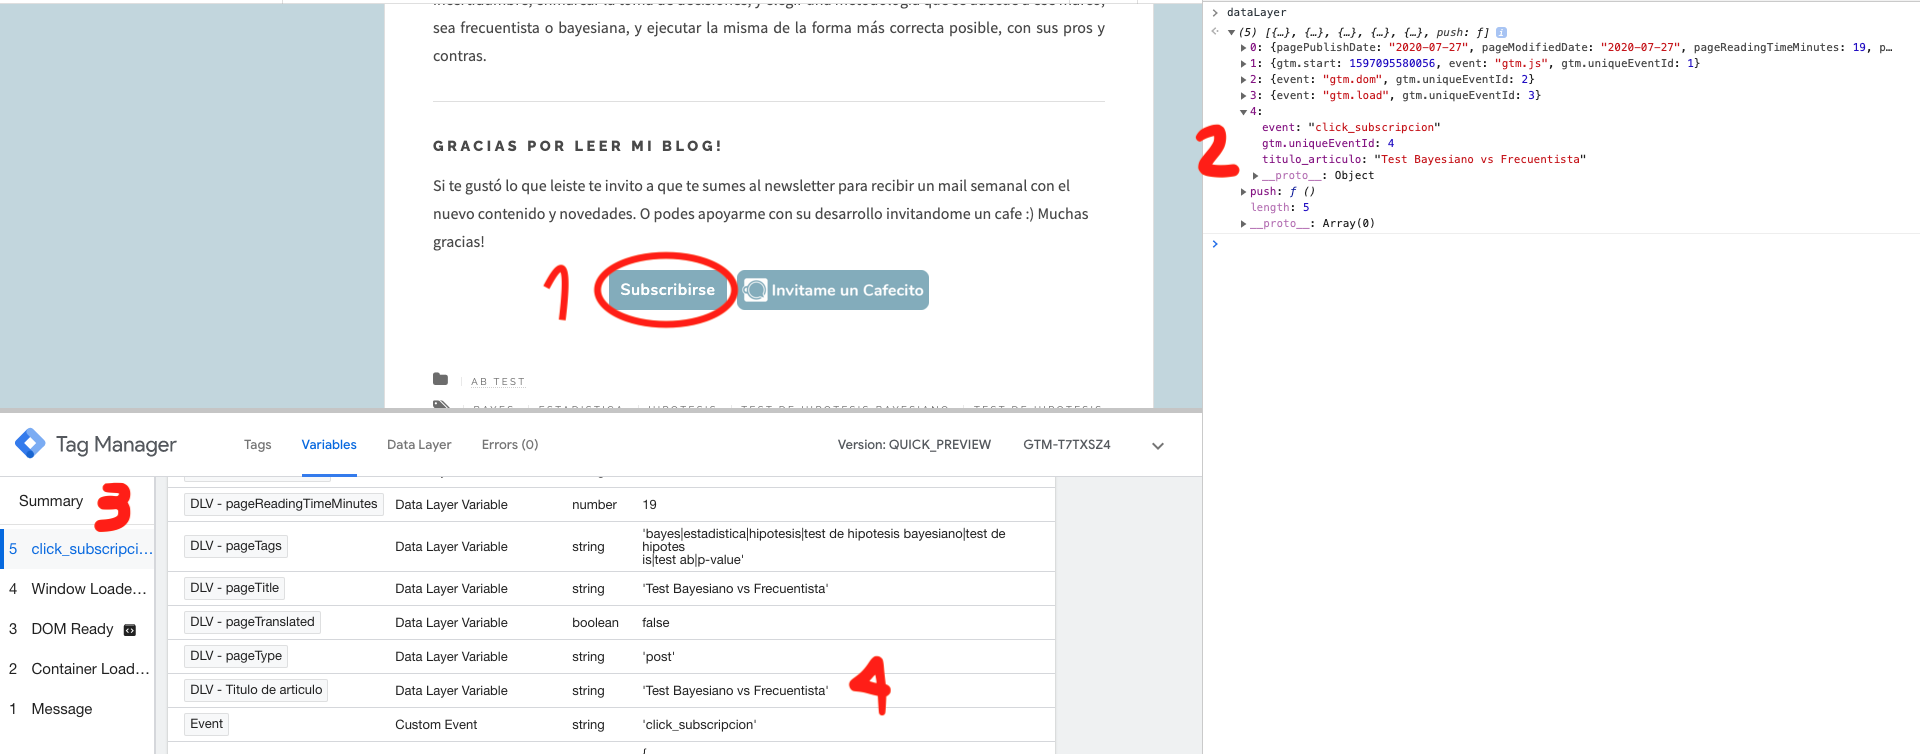 sea frecuentista o bayesiana, y ejecutar la misma de la forma más correcta posible, con sus pros y
contras.
GRACIAS POR LEER MI BLOG!
Si te gustó lo que leiste te invito a que te sumes al newsletter para recibir un mail semanal con el
nuevo contenido y novedades. O podes apoyarme con su desarrollo invitandome un cafe :) Muchas
gracias!
1
Subscribirse
Invitame un Cafecito
AB TEST
BAYES ESTADISTICA HIPOTESIS TEST DE HIPOTESIS BAYESIANO TEST DE HIPOTESIS
dataLayer
(5) [{…}, {…}, {…}, {…}, {…}, push: ƒ]
0: {pagePublishDate: "2020-07-27", pageModifiedDate: "2020-07-27", pageReadingTimeMinutes: 19, p…
1: {gtm.start: 1597095580056, event: "gtm.js", gtm.uniqueEventId: 1}
2: {event: "gtm.dom", gtm.uniqueEventId: 2}
3: {event: "gtm.load", gtm.uniqueEventId: 3}
4:
event: "click_subscripcion"
gtm.uniqueEventId: 4
titulo_articulo: "Test Bayesiano vs Frecuentista"
__proto__: Object
push: ƒ ()
length: 5
__proto__: Array(0)
2
Tag Manager
Tags
Variables
Data Layer
Errors (0)
Version: QUICK_PREVIEW
GTM-T7TXSZ4
Summary
3
5 click_subscripci…
4 Window Loade…
3 DOM Ready
2 Container Load…
1 Message
DLV - pageReadingTimeMinutes Data Layer Variable number 19
DLV - pageTags Data Layer Variable string 'bayes|estadistica|hipotesis|test de hipotesis bayesiano|test de
hipotes
is|test ab|p-value'
DLV - pageTitle Data Layer Variable string 'Test Bayesiano vs Frecuentista'
DLV - pageTranslated Data Layer Variable boolean false
DLV - pageType Data Layer Variable string 'post'
DLV - Titulo de articulo Data Layer Variable string 'Test Bayesiano vs Frecuentista'
4
Event Custom Event string 'click_subscripcion'
{